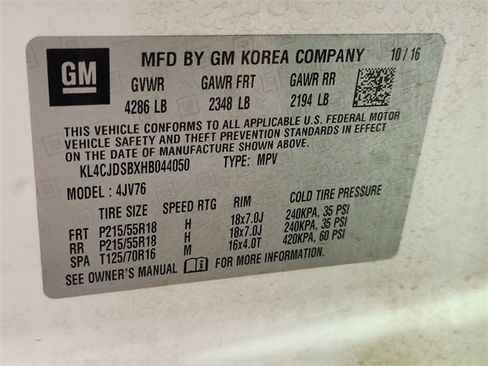 GM
MFD BY GM KOREA COMPANY 10/16
GVWR GAWR FRT GAWR RR
4286 LB 2348 LB 2194 LB
THIS VEHICLE CONFORMS TO ALL APPLICABLE U.S. FEDERAL MOTOR
VEHICLE SAFETY AND THEFT PREVENTION STANDARDS IN EFFECT
ON THE DATE OF MANUFACTURE SHOWN ABOVE.
KL4CJDSBXHB044050 TYPE: MPV
MODEL: 4JV76
TIRE SIZE SPEED RTG RIM COLD TIRE PRESSURE
FRT P215/55R18 H 18x7.0J 240KPA, 35 PSI
RR P215/55R18 H 18x7.0J 240KPA, 35 PSI
SPA T125/70R16 M 16x4.0T 420KPA, 60 PSI
SEE OWNER'S MANUAL FOR MORE INFORMATION.